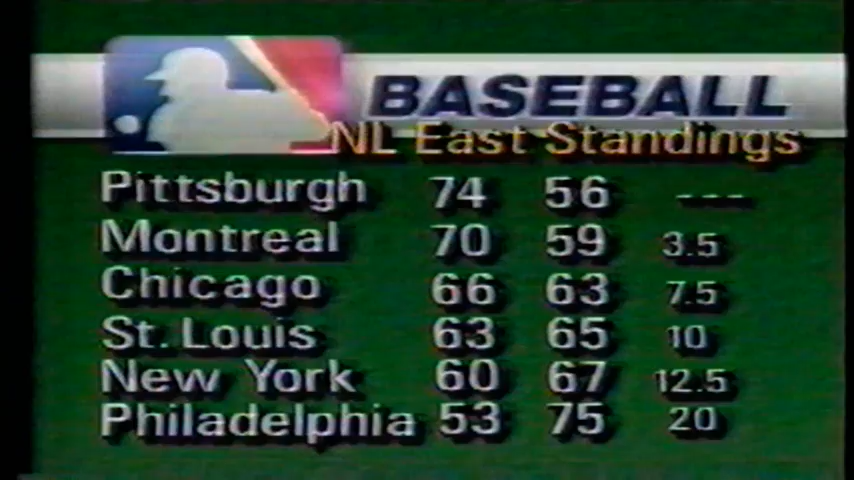 BASEBALL
NL East Standings
Pittsburgh 74 56 ---
Montreal 70 59 3.5
Chicago 66 63 7.5
St. Louis 63 65 10
New York 60 67 12.5
Philadelphia 53 75 20